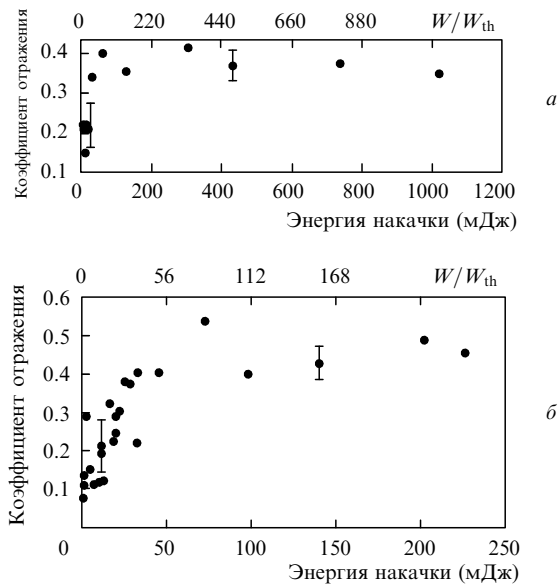 0 220 440 660 880 W/Wth
0.4
0.3
0.2
0.1
Коэффициент отражения
а
0 200 400 600 800 1000 1200
Энергия накачки (мДж)
0 56 112 168 W/Wth
0.6
0.5
0.4
0.3
0.2
0.1
Коэффициент отражения
б
0 50 100 150 200 250
Энергия накачки (мДж)